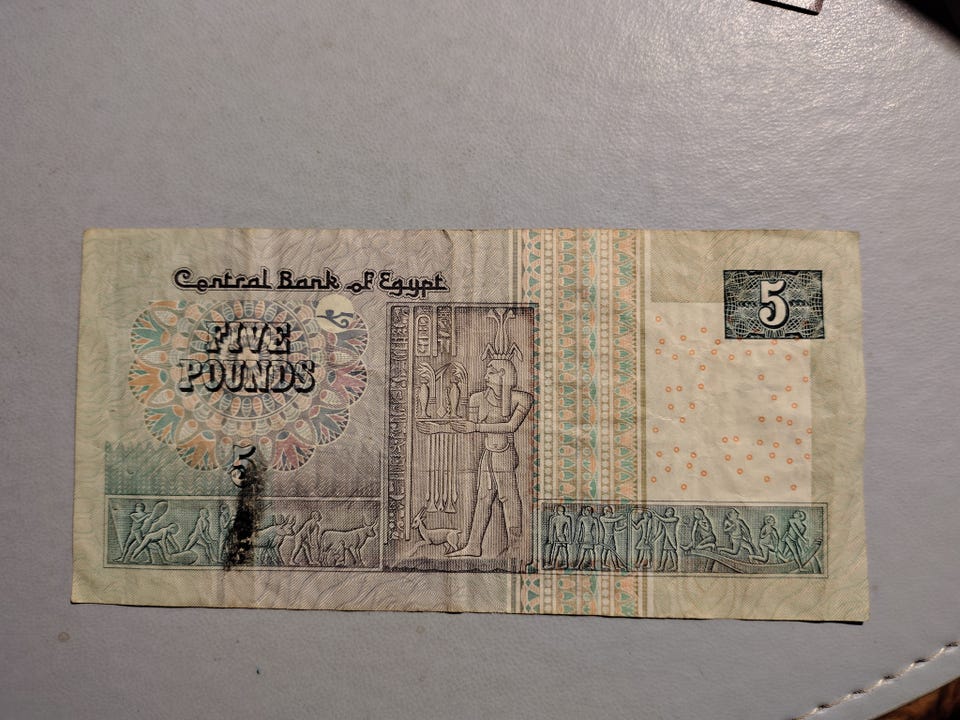 Central Bank of Egypt
5
FIVE
POUNDS
5